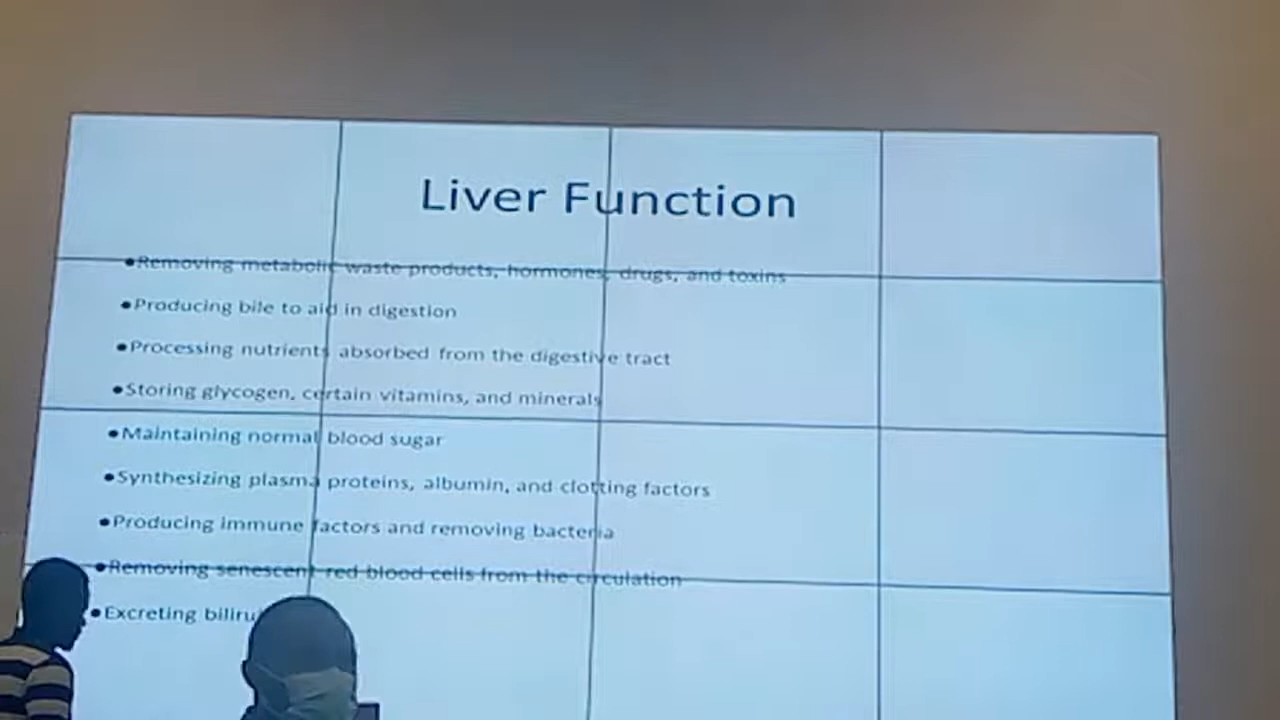 Liver Function
•Removing metabolic waste products, hormones, drugs, and toxins
•Producing bile to aid in digestion
•Processing nutrients absorbed from the digestive tract
•Storing glycogen, certain vitamins, and minerals
•Maintaining normal blood sugar
•Synthesizing plasma proteins, albumin, and clotting factors
•Producing immune factors and removing bacteria
•Removing senescent red blood cells from the circulation
•Excreting